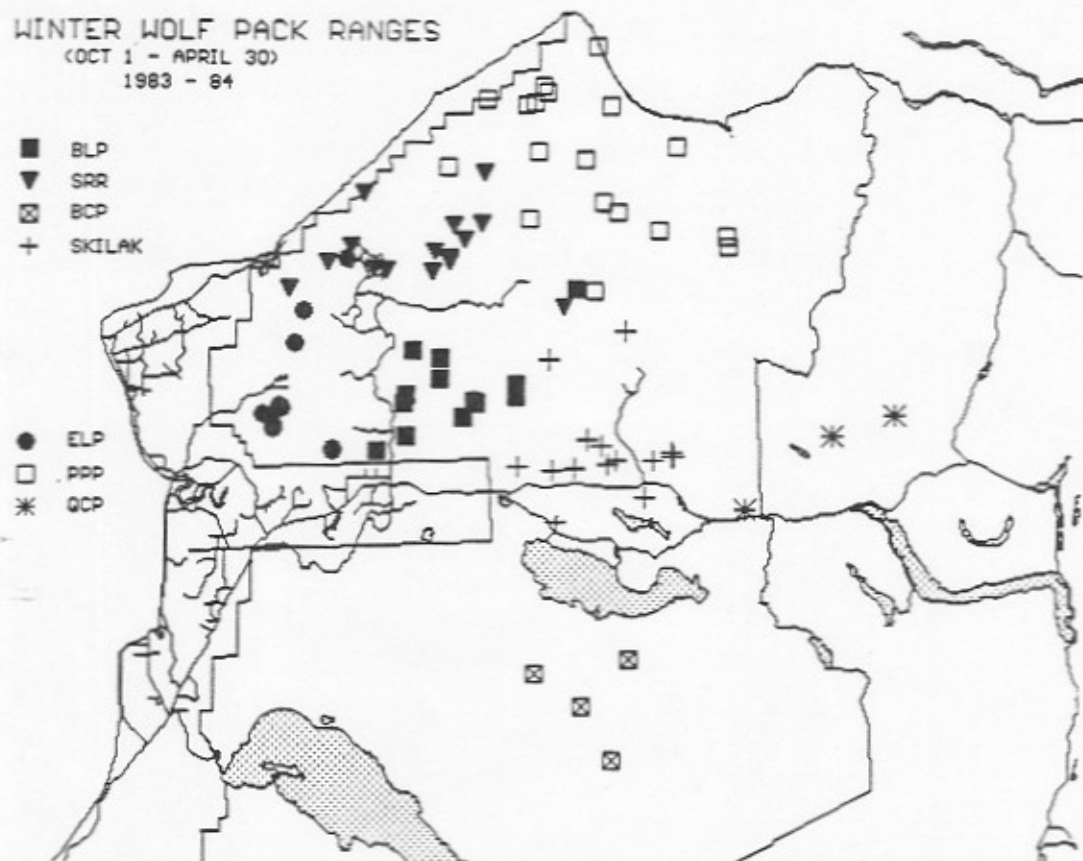 WINTER WOLF PACK RANGES
(OCT 1 - APRIL 30)
1983 - 84
BLP
SRR
BCP
SKILAK
ELP
PPP
QCP